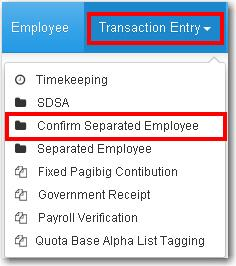 Employee
Transaction Entry
Timekeeping
SDSA
Confirm Separated Employee
Separated Employee
Fixed Pagibig Contibution
Government Receipt
Payroll Verification
Quota Base Alpha List Tagging